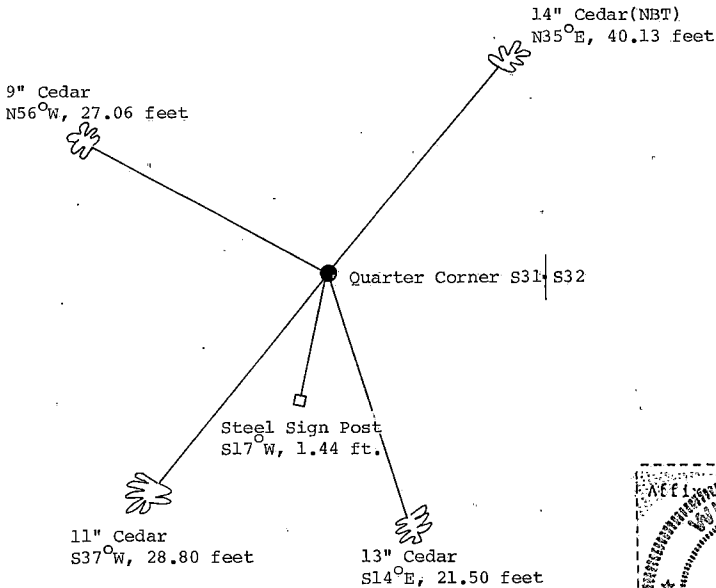 14" Cedar(NBT)
N35°E, 40.13 feet
9" Cedar
N56°W, 27.06 feet
Quarter Corner S31 S32
Steel Sign Post
S17°W, 1.44 ft.
11" Cedar
S37°W, 28.80 feet
13" Cedar
S14°E, 21.50 feet
Affix